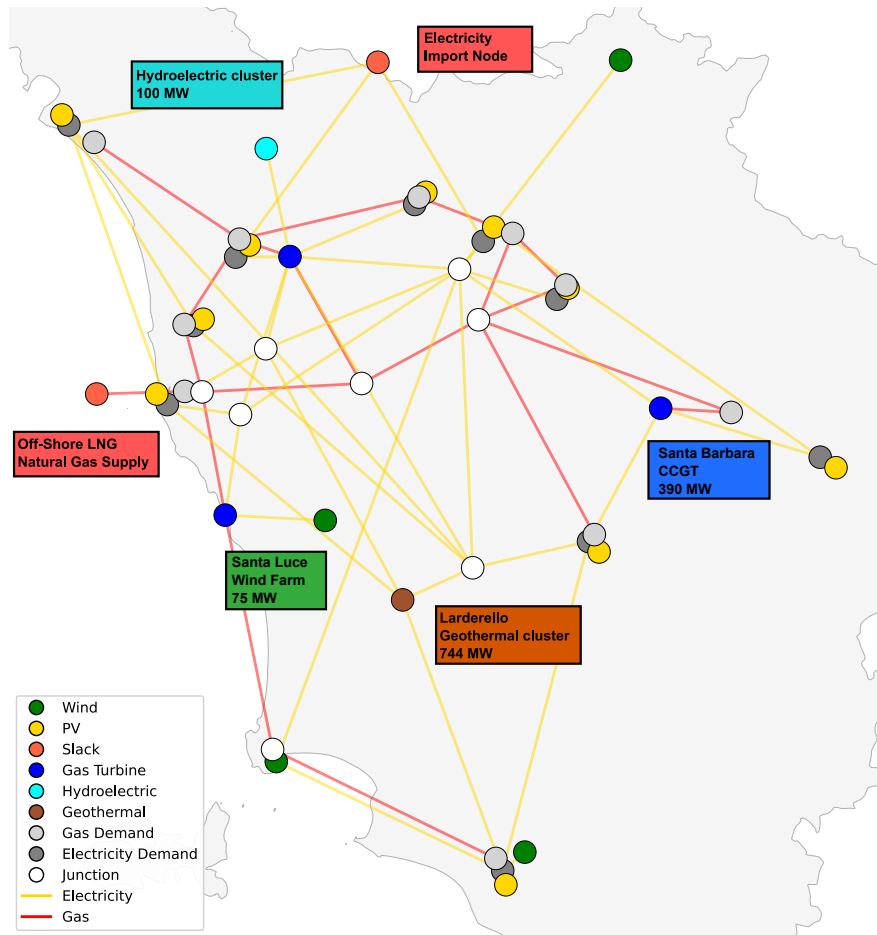 Electricity
Import Node
Hydroelectric cluster
100 MW
Off-Shore LNG
Natural Gas Supply
Santa Barbara
CCGT
390 MW
Santa Luce
Wind Farm
75 MW
Larderello
Geothermal cluster
744 MW
Wind
PV
Slack
Gas Turbine
Hydroelectric
Geothermal
Gas Demand
Electricity Demand
Junction
Electricity
Gas